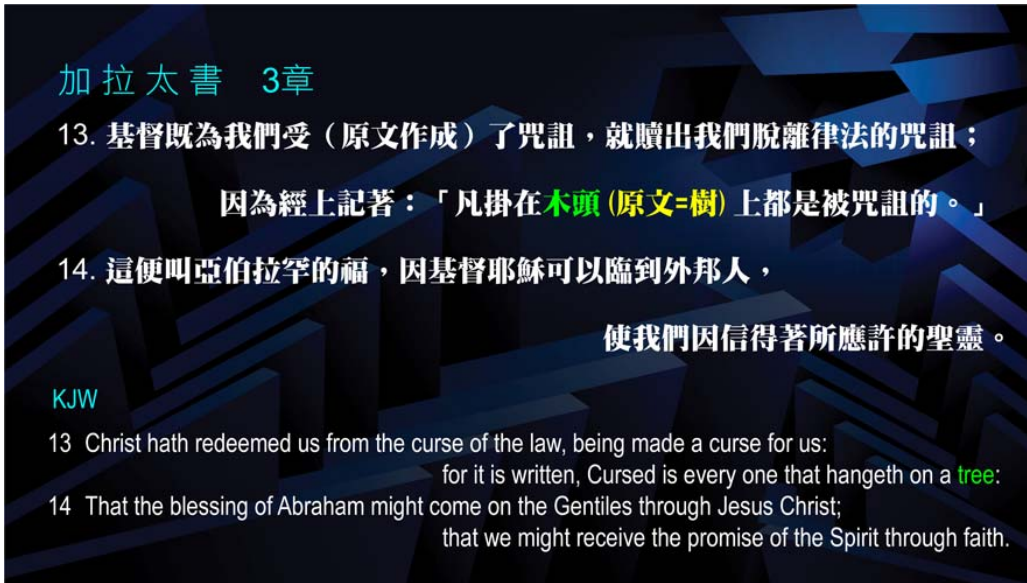 加拉太書 3章
13. 基督既為我們受（原文作成）了咒詛，就贖出我們脫離律法的咒詛；
因為經上記著：「凡掛在木頭 (原文=樹) 上都是被咒詛的。」
14. 這便叫亞伯拉罕的福，因基督耶穌可以臨到外邦人，
使我們因信得著所應許的聖靈。
KJW
13 Christ hath redeemed us from the curse of the law, being made a curse for us:
for it is written, Cursed is every one that hangeth on a tree:
14 That the blessing of Abraham might come on the Gentiles through Jesus Christ;
that we might receive the promise of the Spirit through faith.